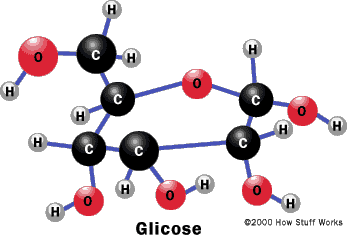 H
H
O C H
O
H C C O
H H H
H C C C
H O H O
H O H
Glicose
©2000 How Stuff Works